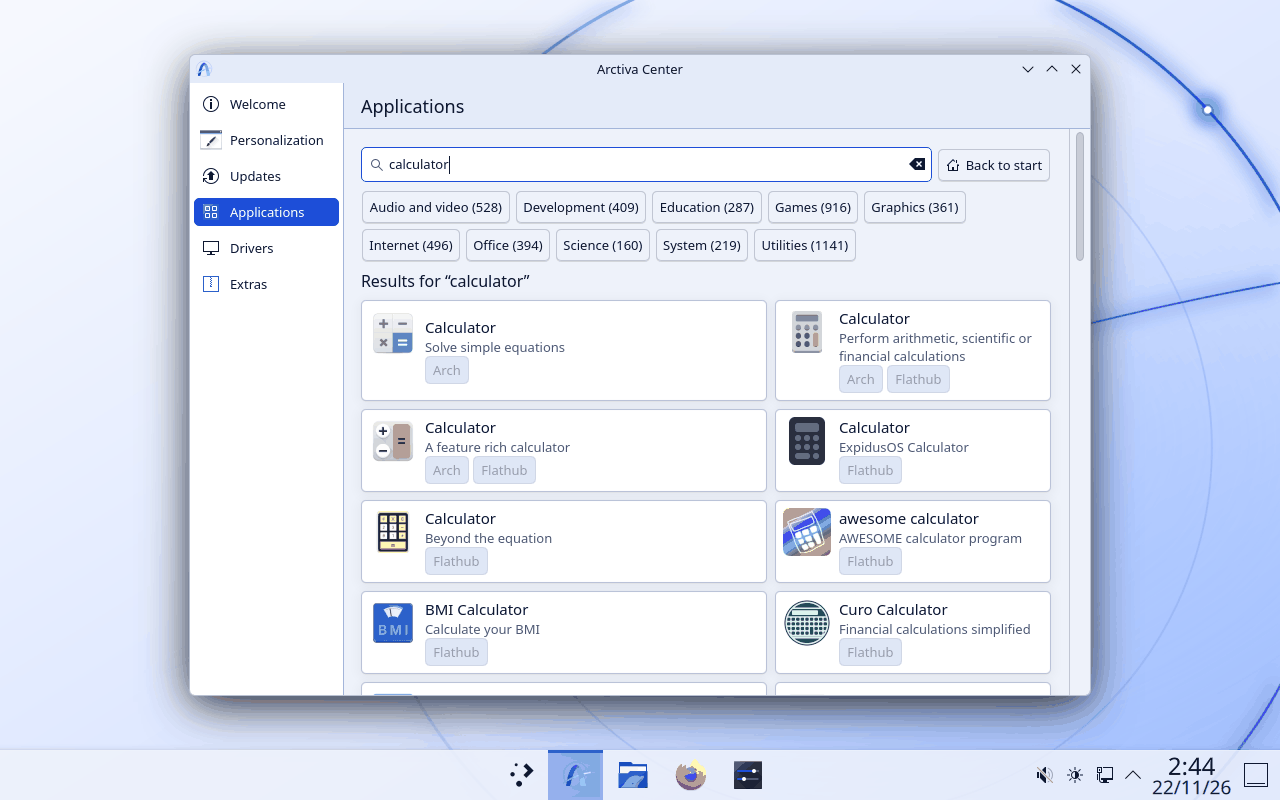 Arctiva Center
Welcome
Personalization
Updates
Applications
Drivers
Extras
Applications
calculator
Back to start
Audio and video (528) Development (409) Education (287) Games (916) Graphics (361)
Internet (496) Office (394) Science (160) System (219) Utilities (1141)
Results for “calculator”
Calculator
Solve simple equations
Arch
Calculator
Perform arithmetic, scientific or
financial calculations
Arch Flathub
Calculator
A feature rich calculator
Arch Flathub
Calculator
ExpidusOS Calculator
Flathub
Calculator
Beyond the equation
Flathub
awesome calculator
AWESOME calculator program
Flathub
BMI
BMI Calculator
Calculate your BMI
Flathub
Curo Calculator
Financial calculations simplified
Flathub
2:44
22/11/26